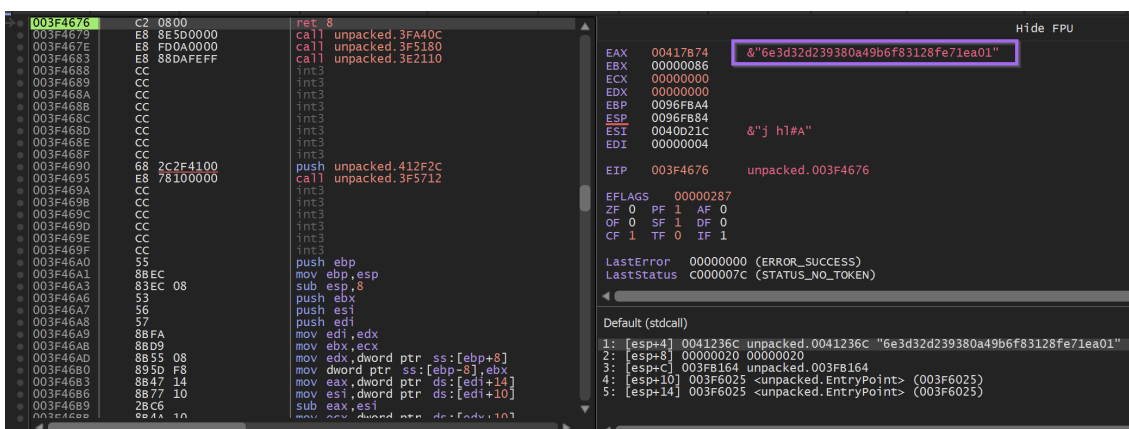 003F4676 C2 0800 ret 8
003F4679 E8 8E5D0000 call unpacked.3FA40C
003F467E E8 FD0A0000 call unpacked.3F5180
003F4683 E8 88DAFEFF call unpacked.3E2110
003F4688 CC int3
003F4689 CC int3
003F468A CC int3
003F468B CC int3
003F468C CC int3
003F468D CC int3
003F468E CC int3
003F468F CC int3
003F4690 68 2C2F4100 push unpacked.412F2C
003F4695 E8 78100000 call unpacked.3F5712
003F469A CC int3
003F469B CC int3
003F469C CC int3
003F469D CC int3
003F469E CC int3
003F469F CC int3
003F46A0 55 push ebp
003F46A1 8BEC mov ebp,esp
003F46A3 83EC 08 sub esp,8
003F46A6 53 push ebx
003F46A7 56 push esi
003F46A8 57 push edi
003F46A9 8BFA mov edi,edx
003F46AB 8BD9 mov ebx,ecx
003F46AD 8B55 08 mov edx,dword ptr ss:[ebp+8]
003F46B0 895D F8 mov dword ptr ss:[ebp-8],ebx
003F46B3 8B47 14 mov eax,dword ptr ds:[edi+14]
003F46B6 8B77 10 mov esi,dword ptr ds:[edi+10]
003F46B9 2BC6 sub eax,esi
003F46BB 8B4A 10 mov ecx,dword ptr ds:[edx+10]
Hide FPU
EAX 00417B74 &"6e3d32d239380a49b6f83128fe71ea01"
EBX 00000086
ECX 00000000
EDX 00000000
EBP 0096FBA4
ESP 0096FB84
ESI 0040D21C &"j hl#A"
EDI 00000004
EIP 003F4676 unpacked.003F4676
EFLAGS 00000287
ZF 0 PF 1 AF 0
OF 0 SF 1 DF 0
CF 1 TF 0 IF 1
LastError 00000000 (ERROR_SUCCESS)
LastStatus C000007C (STATUS_NO_TOKEN)
Default (stdcall)
1: [esp+4] 0041236C unpacked.0041236C "6e3d32d239380a49b6f83128fe71ea01"
2: [esp+8] 00000020 00000020
3: [esp+C] 003FB164 unpacked.003FB164
4: [esp+10] 003F6025 <unpacked.EntryPoint> (003F6025)
5: [esp+14] 003F6025 <unpacked.EntryPoint> (003F6025)